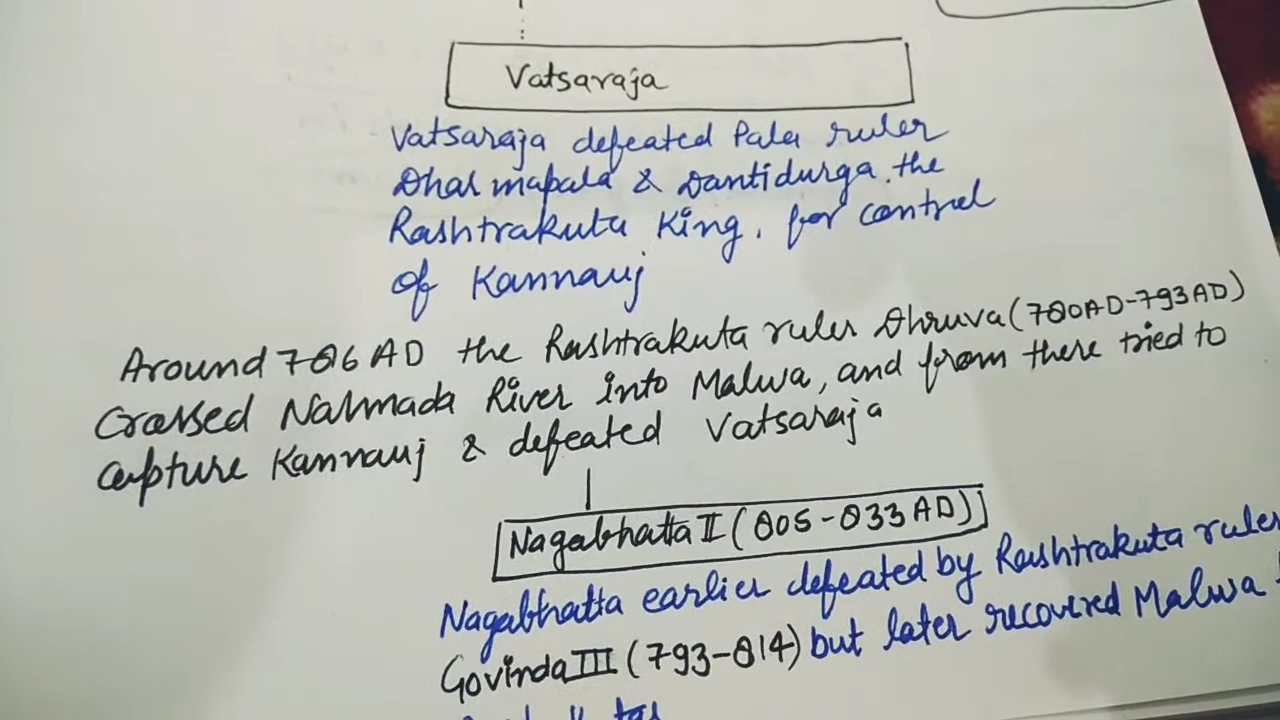 Vatsaraja
Vatsaraja defeated Pala ruler
Dharmapala & Dantidurga, the
Rashtrakuta King, for control
of Kannauj
Around 786 AD the Rashtrakuta ruler Dhruva (780AD-793AD)
Crossed Narmada River into Malwa, and from there tried to
capture Kannauj & defeated Vatsaraja
Nagabhatta II (805-833 AD)
Nagabhatta earlier defeated by Rashtrakuta ruler
Govinda III (793-814) but later recovered Malwa